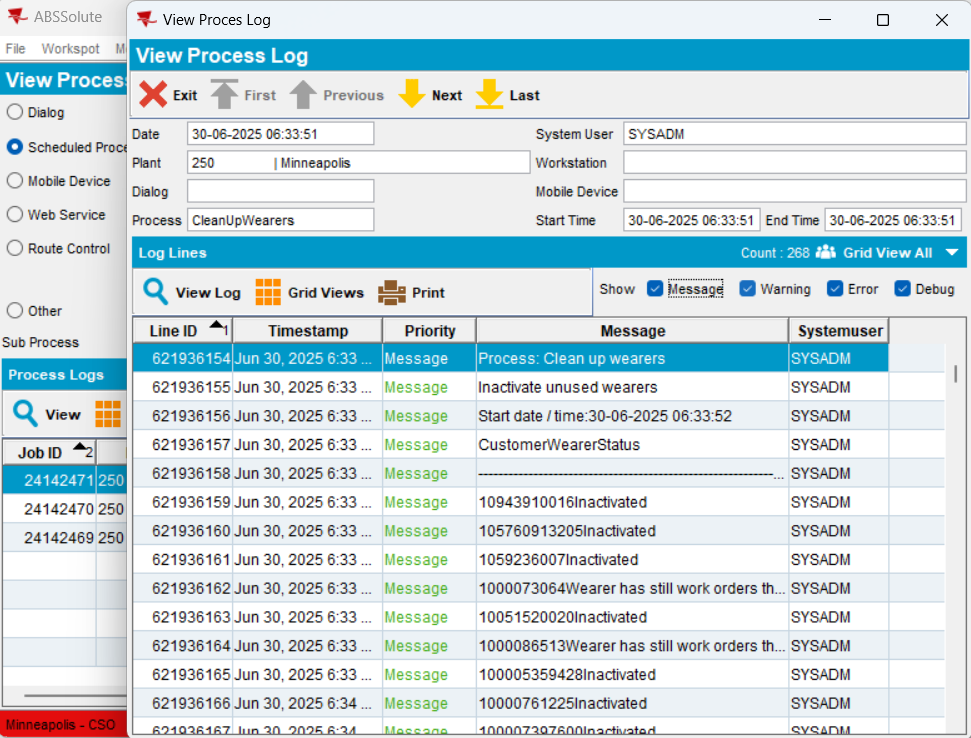 ABSSolute
File Workspot
View Process
Dialog
Scheduled Proce
Mobile Device
Web Service
Route Control
Other
Sub Process
Process Logs
View
Job ID 2
24142471 250
24142470 250
24142469 250
Minneapolis - CSO
View Proces Log
View Process Log
Exit First Previous Next Last
Date 30-06-2025 06:33:51 System User SYSADM
Plant 250 | Minneapolis Workstation
Dialog Mobile Device
Process CleanUpWearers Start Time 30-06-2025 06:33:51 End Time 30-06-2025 06:33:51
Log Lines Count : 268 Grid View All
View Log Grid Views Print Show Message Warning Error Debug
Line ID 1 Timestamp Priority Message Systemuser
621936154 Jun 30, 2025 6:33 ... Message Process: Clean up wearers SYSADM
621936155 Jun 30, 2025 6:33 ... Message Inactivate unused wearers SYSADM
621936156 Jun 30, 2025 6:33 ... Message Start date / time:30-06-2025 06:33:52 SYSADM
621936157 Jun 30, 2025 6:33 ... Message CustomerWearerStatus SYSADM
621936158 Jun 30, 2025 6:33 ... Message ----------------------------------------------------------... SYSADM
621936159 Jun 30, 2025 6:33 ... Message 10943910016Inactivated SYSADM
621936160 Jun 30, 2025 6:33 ... Message 105760913205Inactivated SYSADM
621936161 Jun 30, 2025 6:33 ... Message 1059236007Inactivated SYSADM
621936162 Jun 30, 2025 6:33 ... Message 1000073064Wearer has still work orders th... SYSADM
621936163 Jun 30, 2025 6:33 ... Message 10051520020Inactivated SYSADM
621936164 Jun 30, 2025 6:33 ... Message 1000086513Wearer has still work orders th... SYSADM
621936165 Jun 30, 2025 6:33 ... Message 100005359428Inactivated SYSADM
621936166 Jun 30, 2025 6:34 ... Message 10000761225Inactivated SYSADM
621936167 Jun 30, 2025 6:34 ... Message 100007397600Inactivated SYSADM